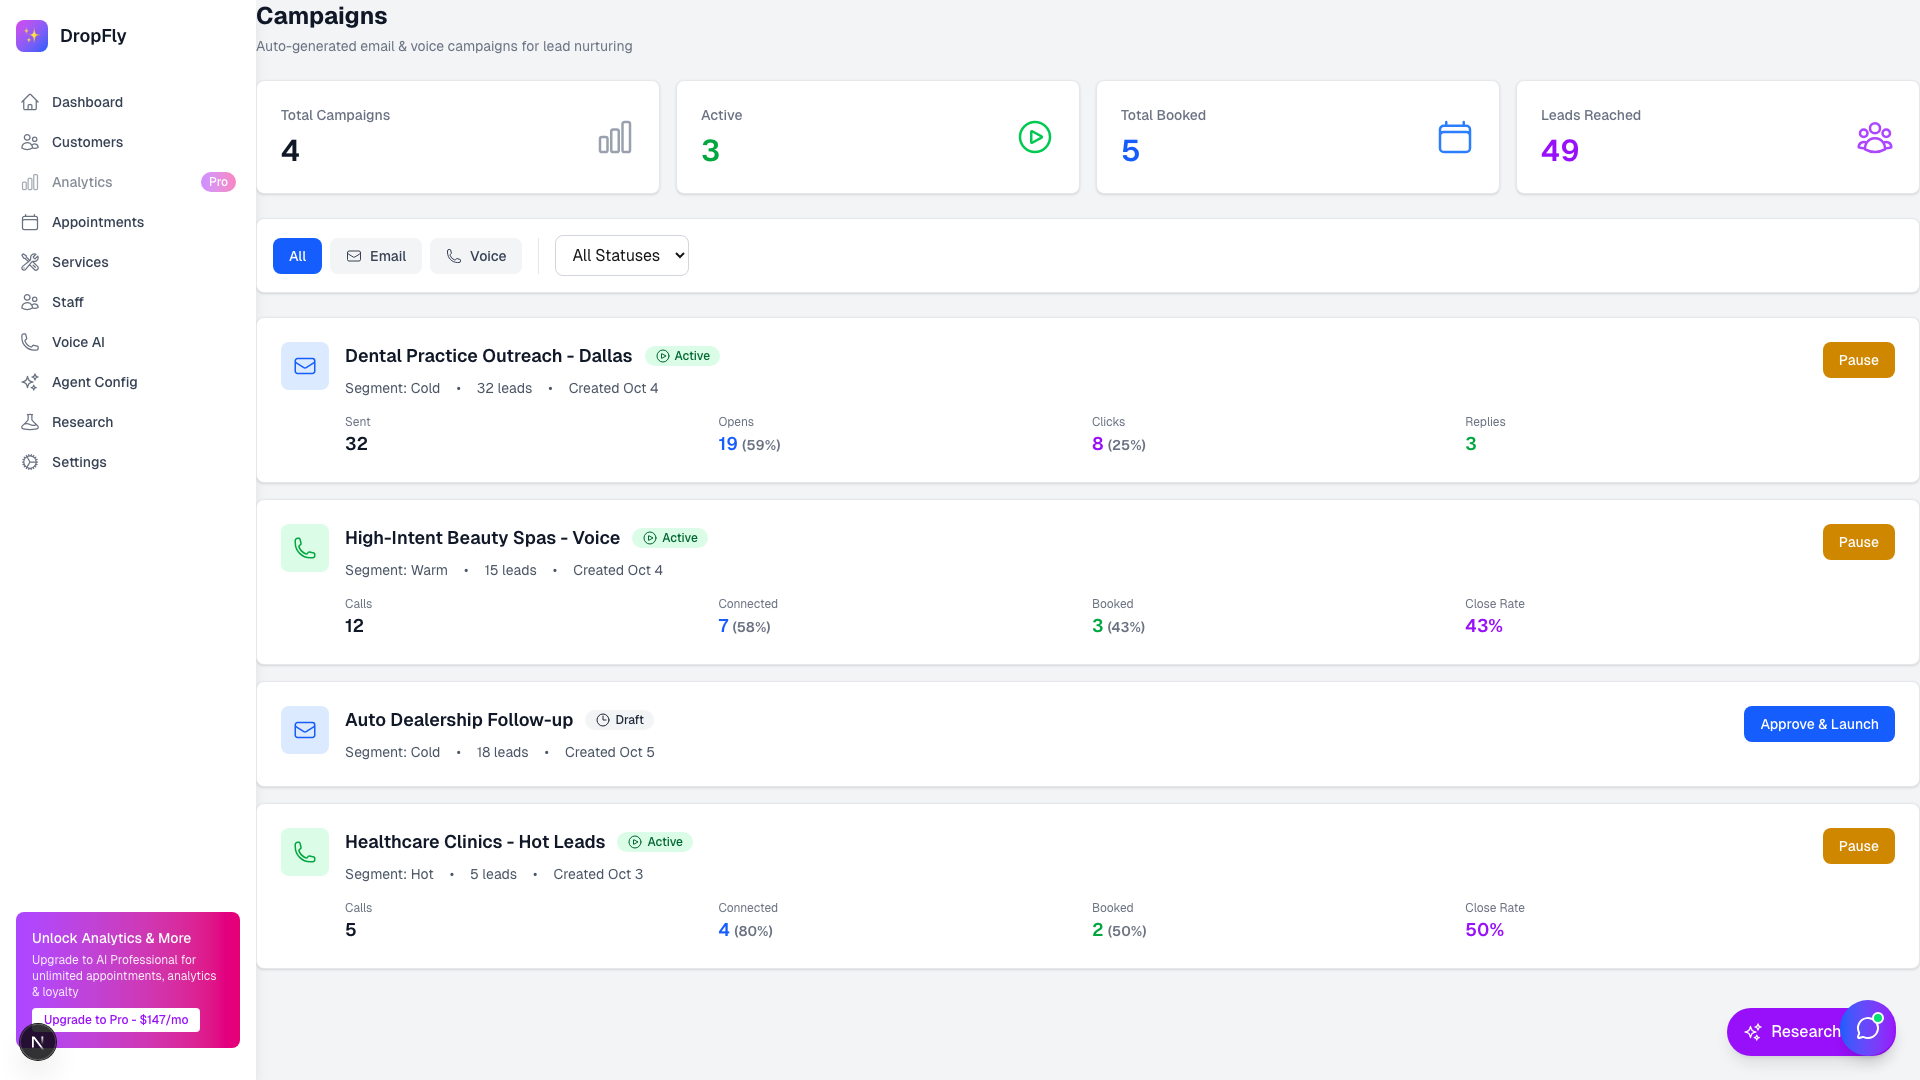 DropFly
Dashboard
Customers
Analytics
Pro
Appointments
Services
Staff
Voice AI
Agent Config
Research
Settings
Unlock Analytics & More
Upgrade to AI Professional for
unlimited appointments, analytics
& loyalty
Upgrade to Pro - $147/mo
N
Campaigns
Auto-generated email & voice campaigns for lead nurturing
Total Campaigns
4
Active
3
Total Booked
5
Leads Reached
49
All
Email
Voice
All Statuses
Dental Practice Outreach - Dallas
Active
Pause
Segment: Cold • 32 leads • Created Oct 4
Sent
32
Opens
19 (59%)
Clicks
8 (25%)
Replies
3
High-Intent Beauty Spas - Voice
Active
Pause
Segment: Warm • 15 leads • Created Oct 4
Calls
12
Connected
7 (58%)
Booked
3 (43%)
Close Rate
43%
Auto Dealership Follow-up
Draft
Approve & Launch
Segment: Cold • 18 leads • Created Oct 5
Healthcare Clinics - Hot Leads
Active
Pause
Segment: Hot • 5 leads • Created Oct 3
Calls
5
Connected
4 (80%)
Booked
2 (50%)
Close Rate
50%
Research